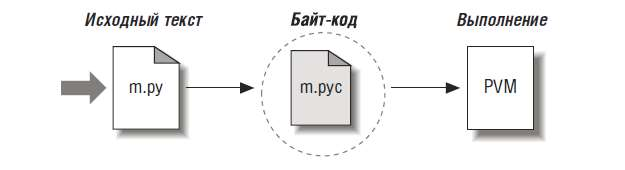 Исходный текст
Байт-код
Выполнение
m.py
m.pyc
PVM